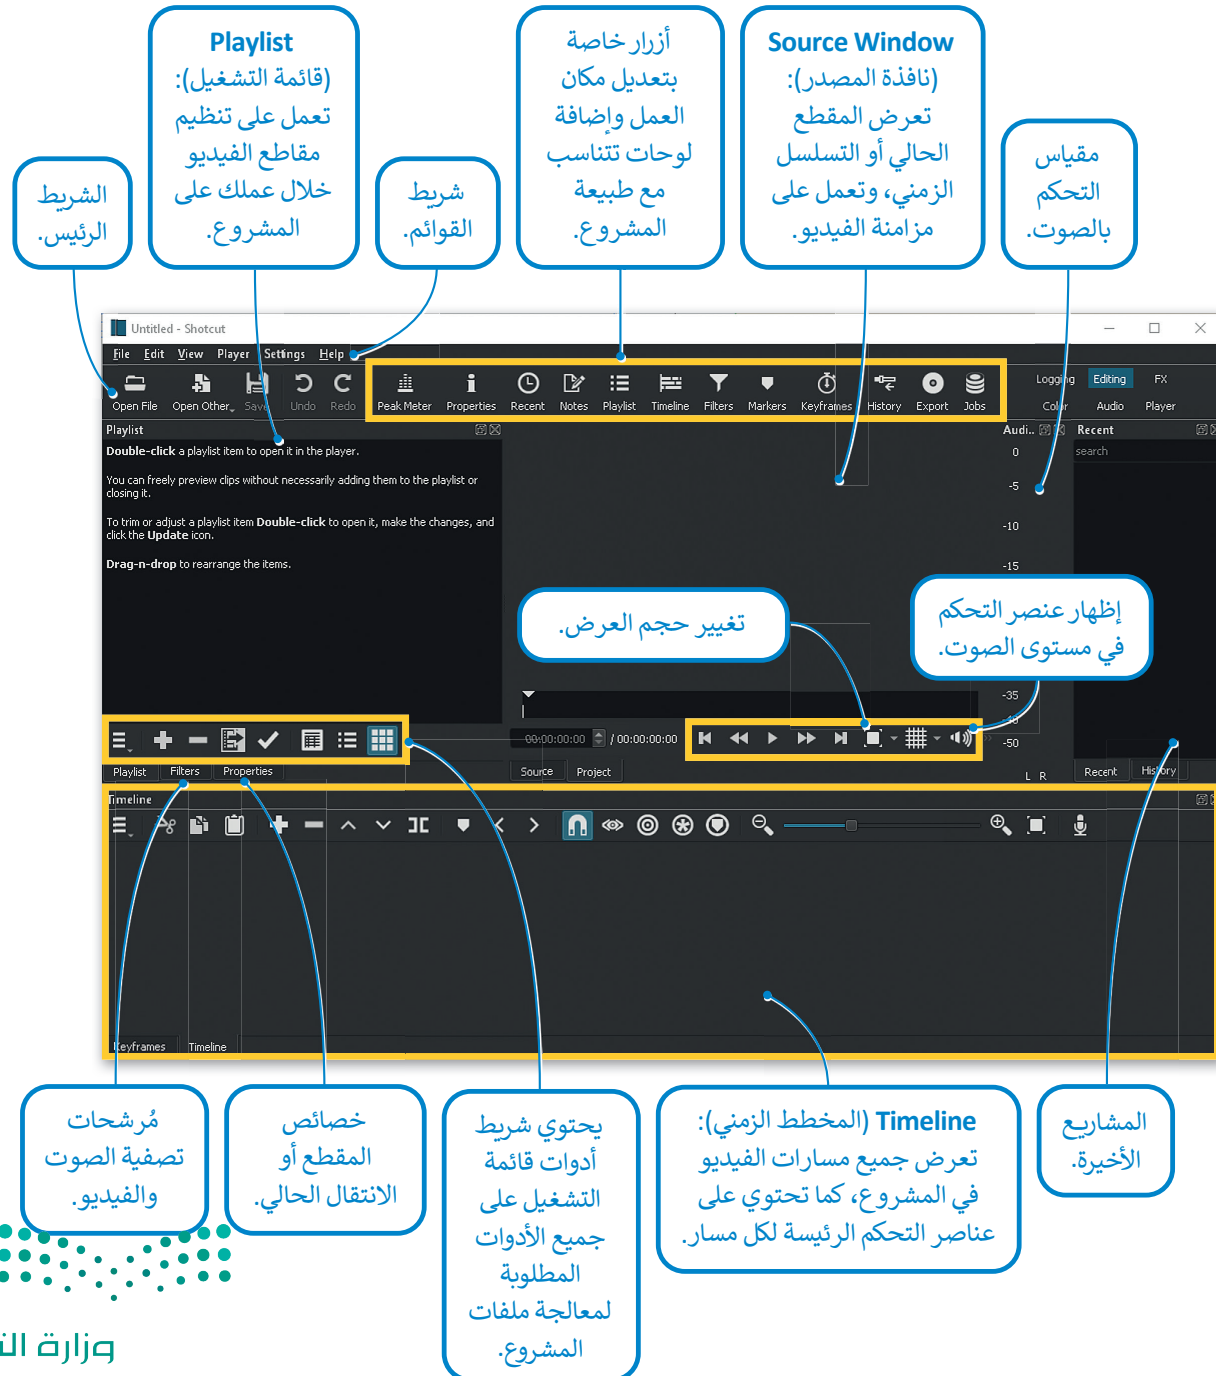 Playlist
(قائمة التشغيل):
تعمل على تنظيم
مقاطع الفيديو
خلال عملك على
المشروع.
أزرار خاصة
بتعديل مكان
العمل وإضافة
لوحات تتناسب
مع طبيعة
المشروع.
Source Window
(نافذة المصدر):
تعرض المقطع
الحالي أو التسلسل
الزمني، وتعمل على
مزامنة الفيديو.
مقياس
التحكم
بالصوت.
شريط
القوائم.
الشريط
الرئيس.
Untitled - Shotcut
File Edit View Player Settings Help
Open File Open Other.. Save Undo Redo Peak Meter Properties Recent Notes Playlist Timeline Filters Markers Keyframes History Export Jobs
Logging Editing FX
Color Audio Player
Playlist
Audi..
Recent
Double-click a playlist item to open it in the player.
0
search
You can freely preview clips without necessarily adding them to the playlist or
closing it.
-5
To trim or adjust a playlist item Double-click to open it, make the changes, and
click the Update icon.
-10
Drag-n-drop to rearrange the items.
-15
تغيير حجم العرض.
إظهار عنصر التحكم
في مستوى الصوت.
-35
-40
00:00:00:00 / 00:00:00:00
-50
Playlist Filters Properties
Source Project
L R
Recent History
Timeline
Keyframes Timeline
مُرشحات
تصفية الصوت
والفيديو.
خصائص
المقطع أو
الانتقال الحالي.
يحتوي شريط
أدوات قائمة
التشغيل على
جميع الأدوات
المطلوبة
لمعالجة ملفات
المشروع.
Timeline (المخطط الزمني):
تعرض جميع مسارات الفيديو
في المشروع، كما تحتوي على
عناصر التحكم الرئيسة لكل مسار.
المشاريع
الأخيرة.
وزارة الت